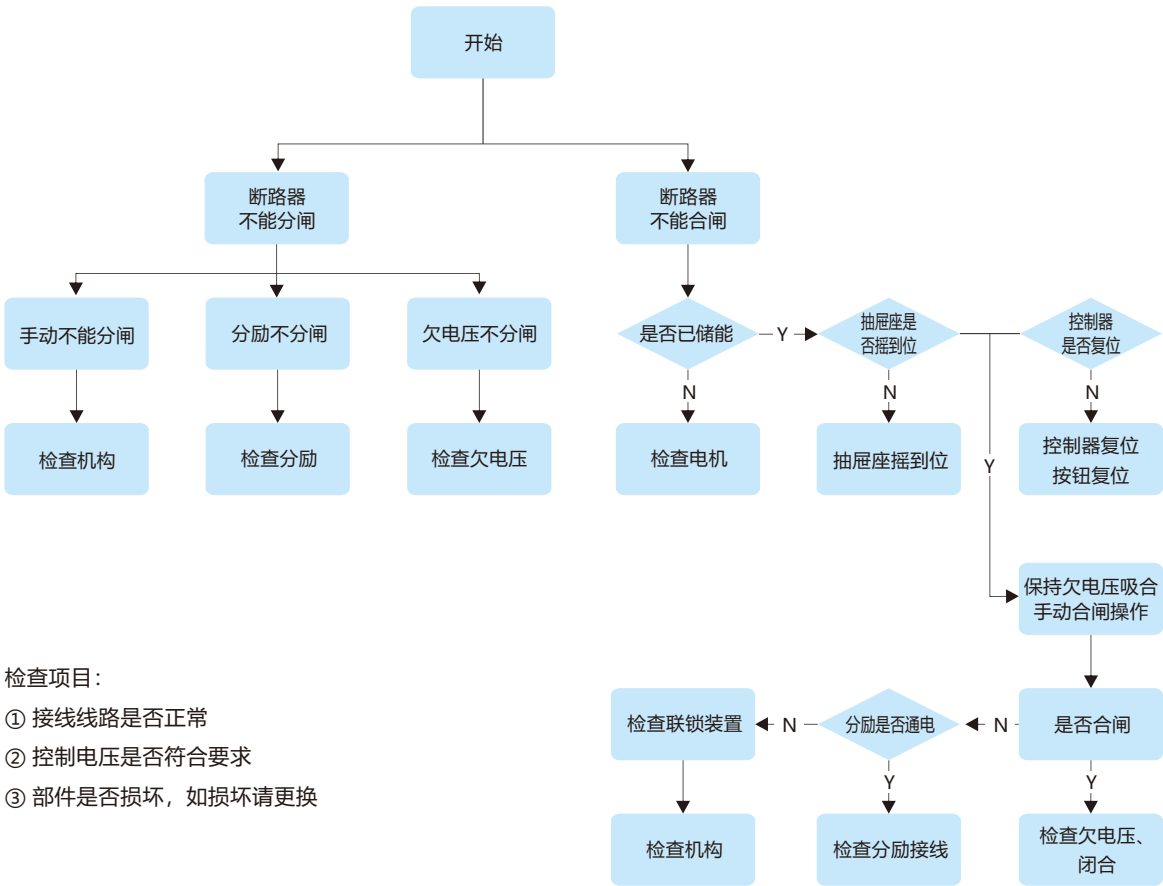 开始
断路器
不能分闸
断路器
不能合闸
手动不能分闸
分励不分闸
欠电压不分闸
是否已储能
Y
抽屉座是
否摇到位
控制器
是否复位
N
N
N
检查机构
检查分励
检查欠电压
检查电机
抽屉座摇到位
控制器复位
按钮复位
Y
保持欠电压吸合
手动合闸操作
检查项目：
① 接线线路是否正常
② 控制电压是否符合要求
③ 部件是否损坏，如损坏请更换
检查联锁装置
N
分励是否通电
N
是否合闸
Y
Y
检查机构
检查分励接线
检查欠电压、
闭合